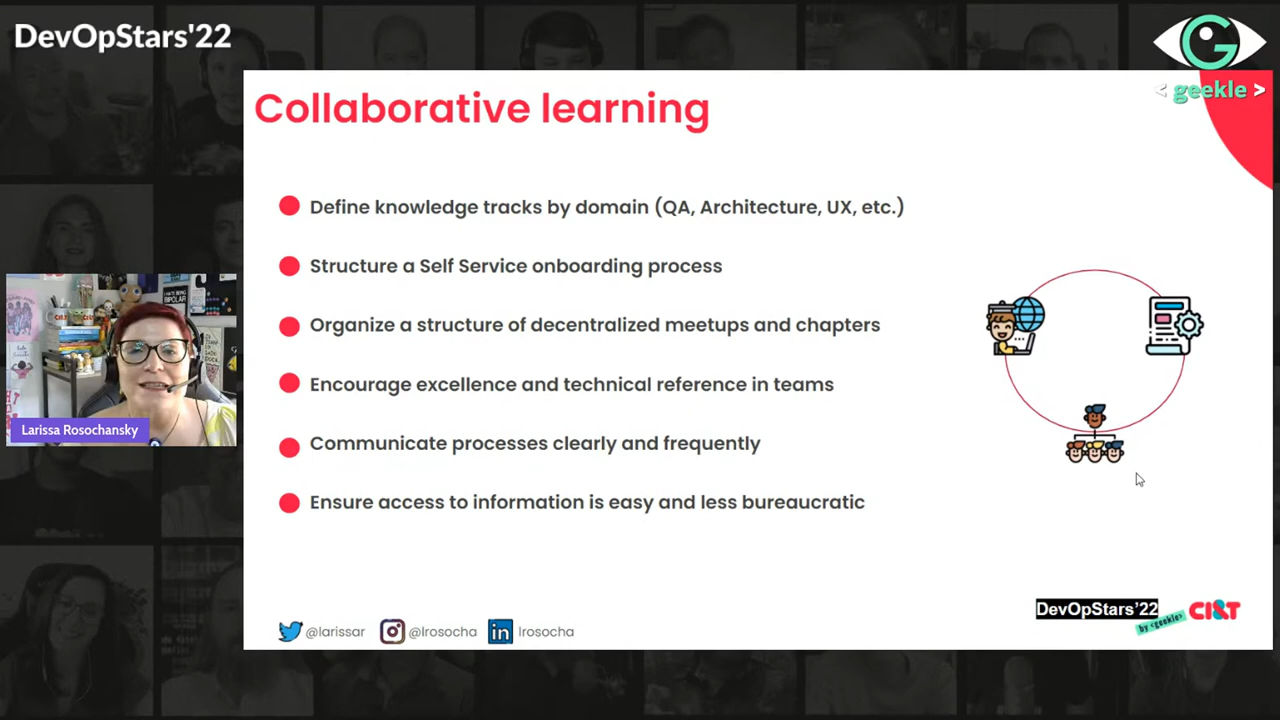 DevOpStars'22
G
< geekle >
Collaborative learning
Define knowledge tracks by domain (QA, Architecture, UX, etc.)
Structure a Self Service onboarding process
Organize a structure of decentralized meetups and chapters
Encourage excellence and technical reference in teams
Communicate processes clearly and frequently
Ensure access to information is easy and less bureaucratic
BIPOLAR
Larissa Rosochansky
@larissar
@lrosocha
in
lrosocha
DevOpStars'22
by <geekle>
CI&T